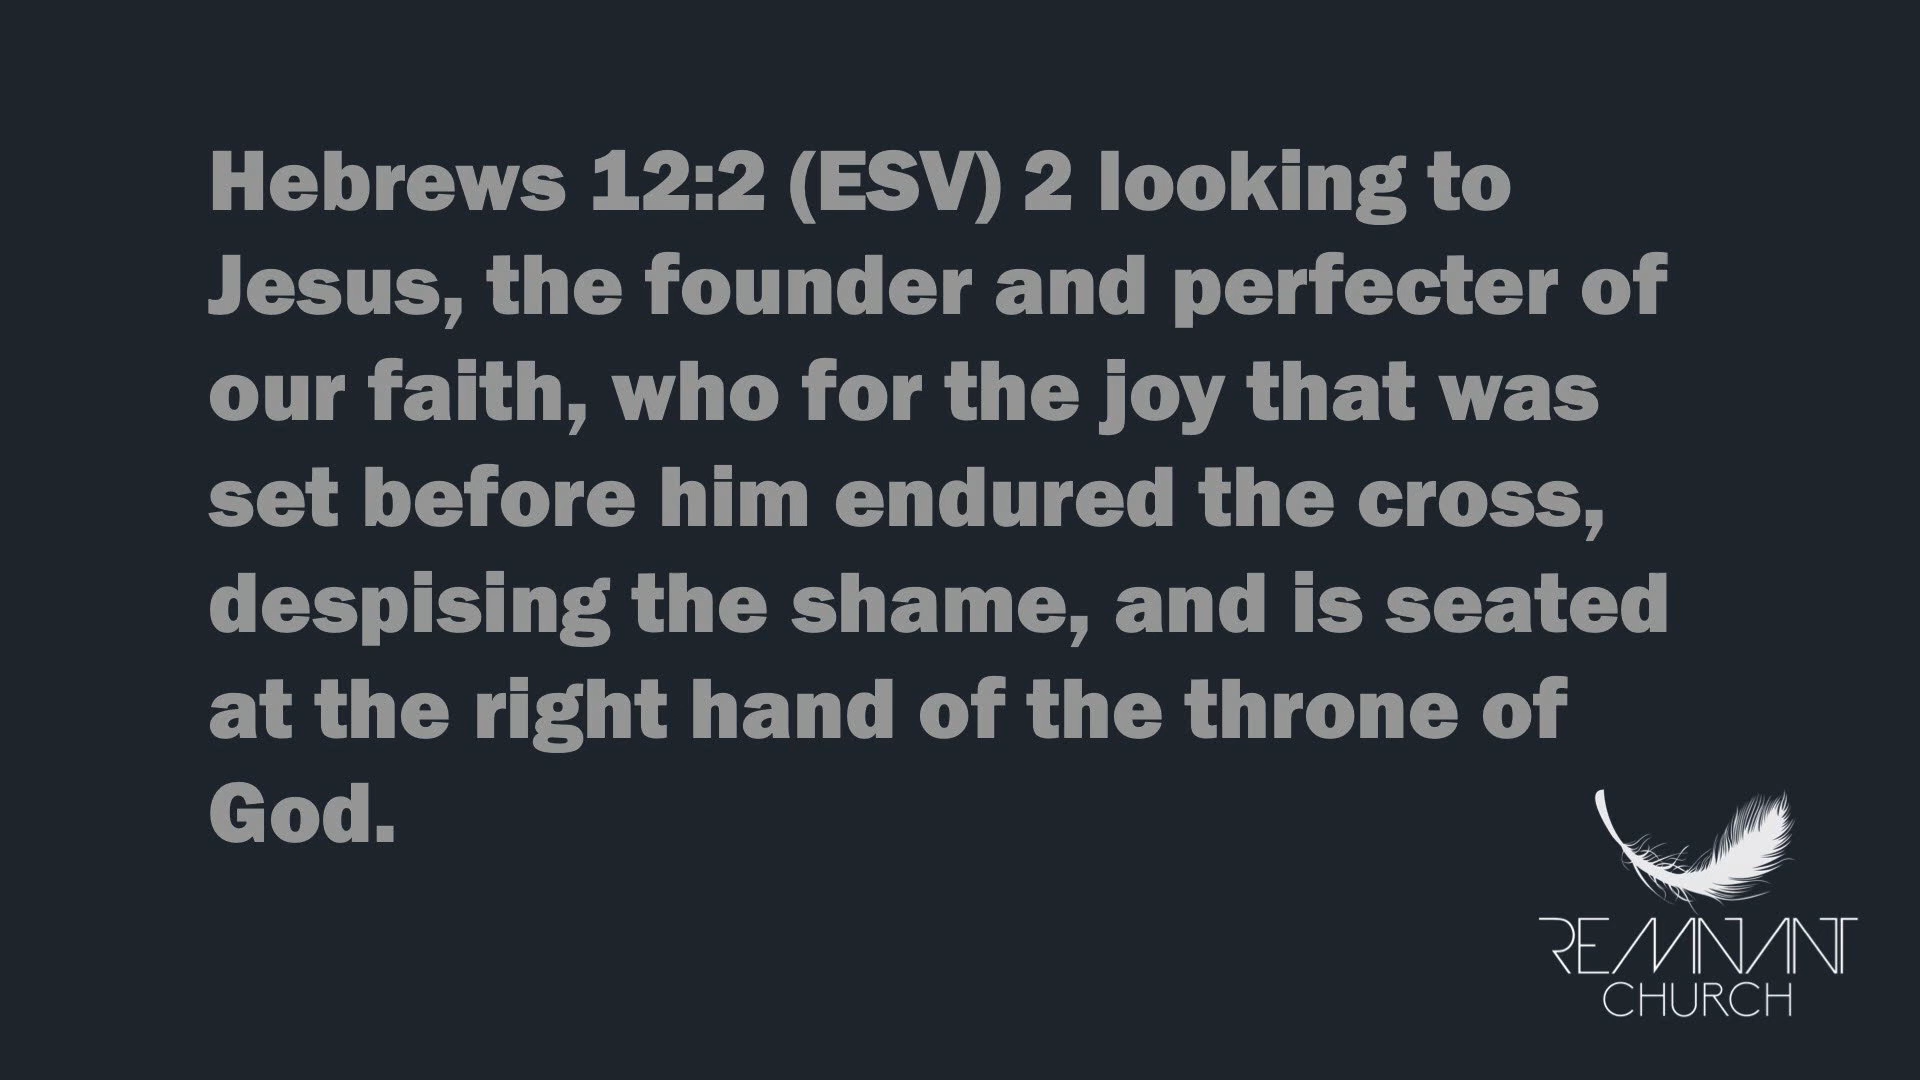 Hebrews 12:2 (ESV) 2 looking to
Jesus, the founder and perfecter of
our faith, who for the joy that was
set before him endured the cross,
despising the shame, and is seated
at the right hand of the throne of
God.
REMNANT
CHURCH